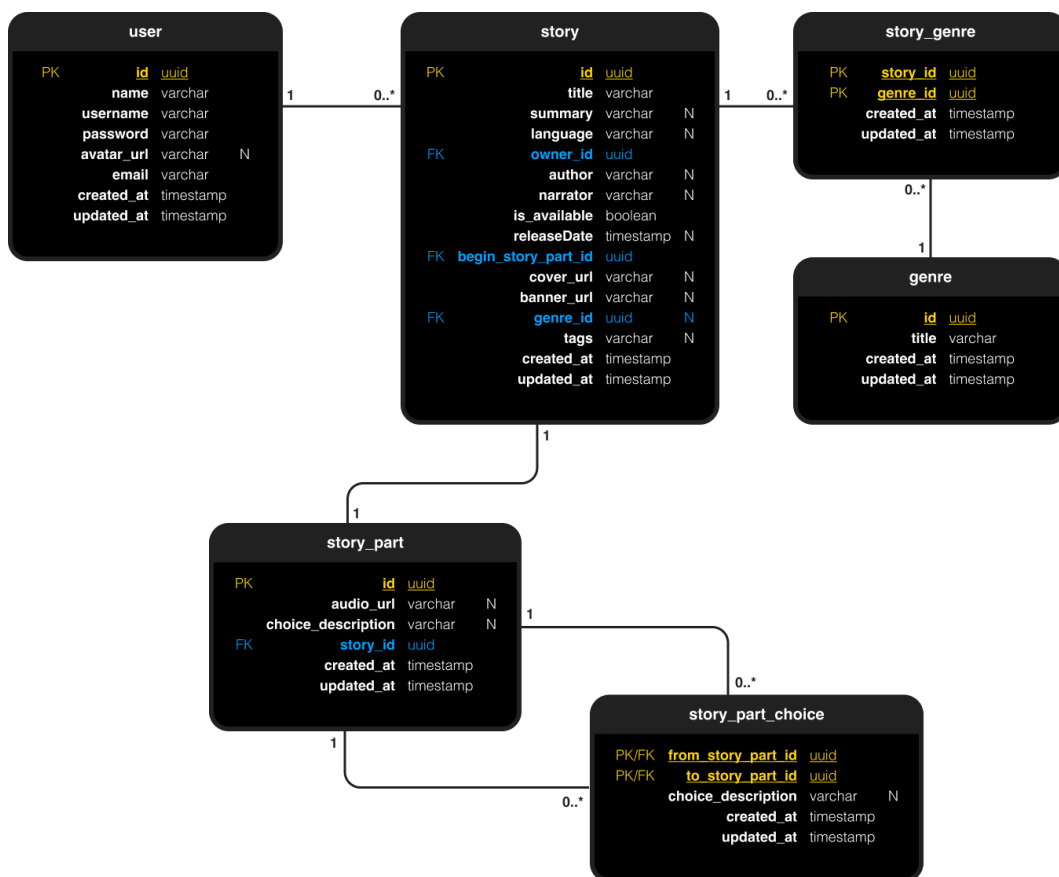 user
PK id uuid
name varchar
username varchar
password varchar
avatar_url varchar N
email varchar
created_at timestamp
updated_at timestamp
1
0..*
story
PK id uuid
title varchar
summary varchar N
language varchar N
FK owner_id uuid
author varchar N
narrator varchar N
is_available boolean
releaseDate timestamp N
FK begin_story_part_id uuid
cover_url varchar N
banner_url varchar N
FK genre_id uuid N
tags varchar N
created_at timestamp
updated_at timestamp
1
0..*
story_genre
PK story_id uuid
PK genre_id uuid
created_at timestamp
updated_at timestamp
0..*
1
genre
PK id uuid
title varchar
created_at timestamp
updated_at timestamp
1
1
story_part
PK id uuid
audio_url varchar N
choice_description varchar N
FK story_id uuid
created_at timestamp
updated_at timestamp
1
0..*
1
0..*
story_part_choice
PK/FK from_story_part_id uuid
PK/FK to_story_part_id uuid
choice_description varchar N
created_at timestamp
updated_at timestamp